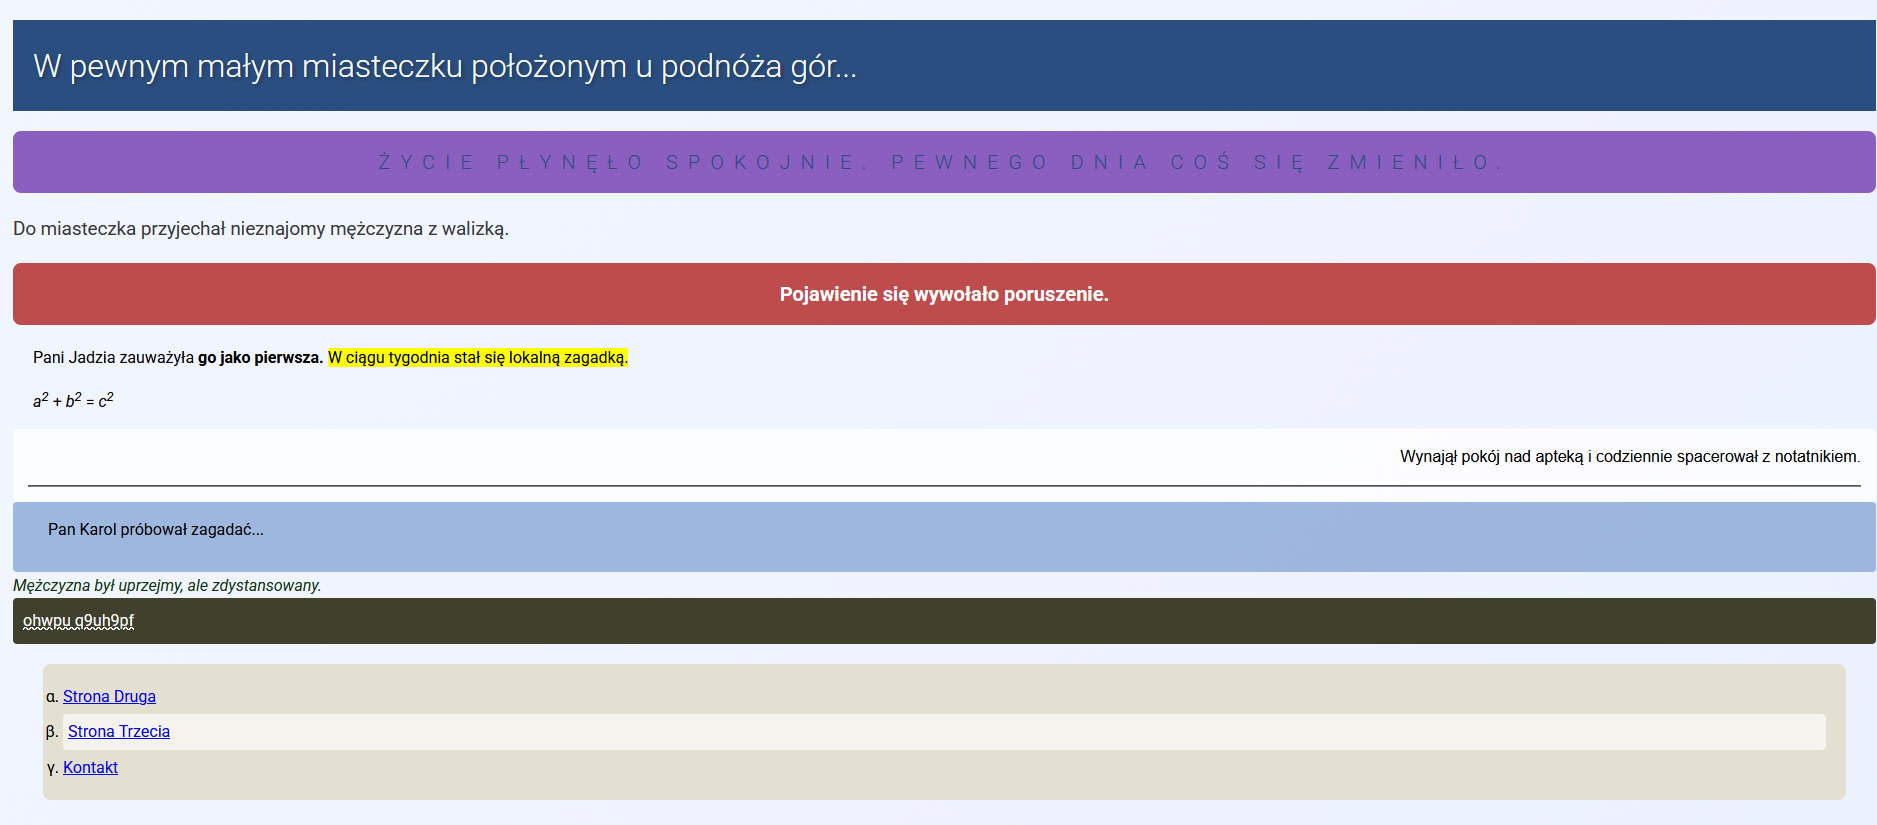 W pewnym małym miasteczku położonym u podnóża gór...
ŻYCIE PŁYNĘŁO SPOKOJNIE. PEWNEGO DNIA COŚ SIĘ ZMIENIŁO.
Do miasteczka przyjechał nieznajomy mężczyzna z walizką.
Pojawienie się wywołało poruszenie.
Pani Jadzia zauważyła go jako pierwsza. W ciągu tygodnia stał się lokalną zagadką.
a² + b² = c²
Wynajął pokój nad apteką i codziennie spacerował z notatnikiem.
Pan Karol próbował zagadać...
Mężczyzna był uprzejmy, ale zdystansowany.
ohwpu q9uh9pf
α. Strona Druga
β. Strona Trzecia
γ. Kontakt